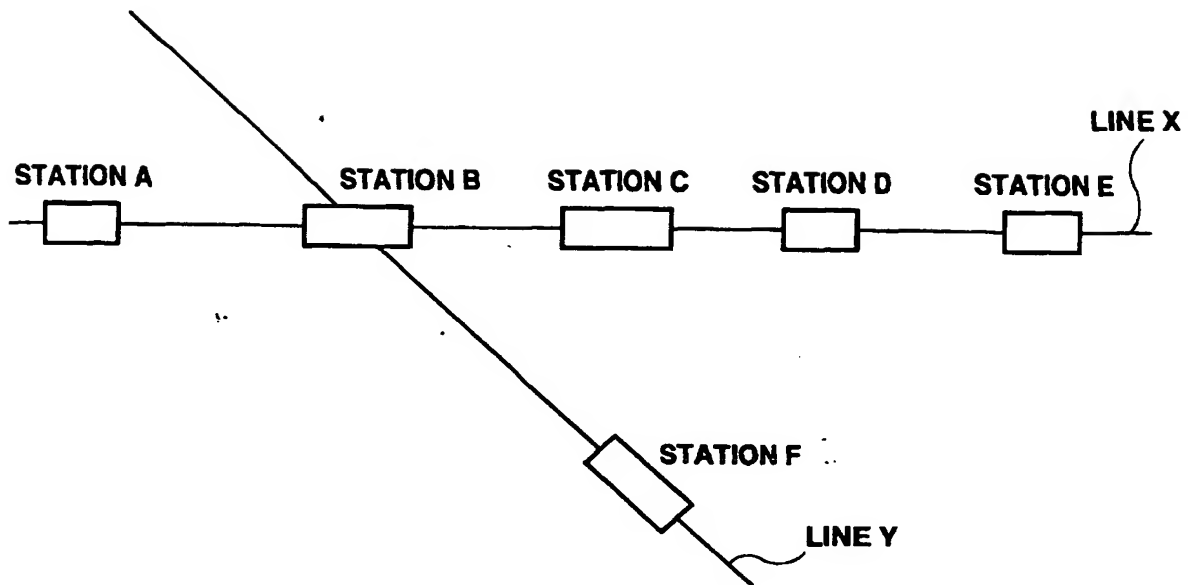 LINE X
STATION A
STATION B
STATION C
STATION D
STATION E
STATION F
LINE Y